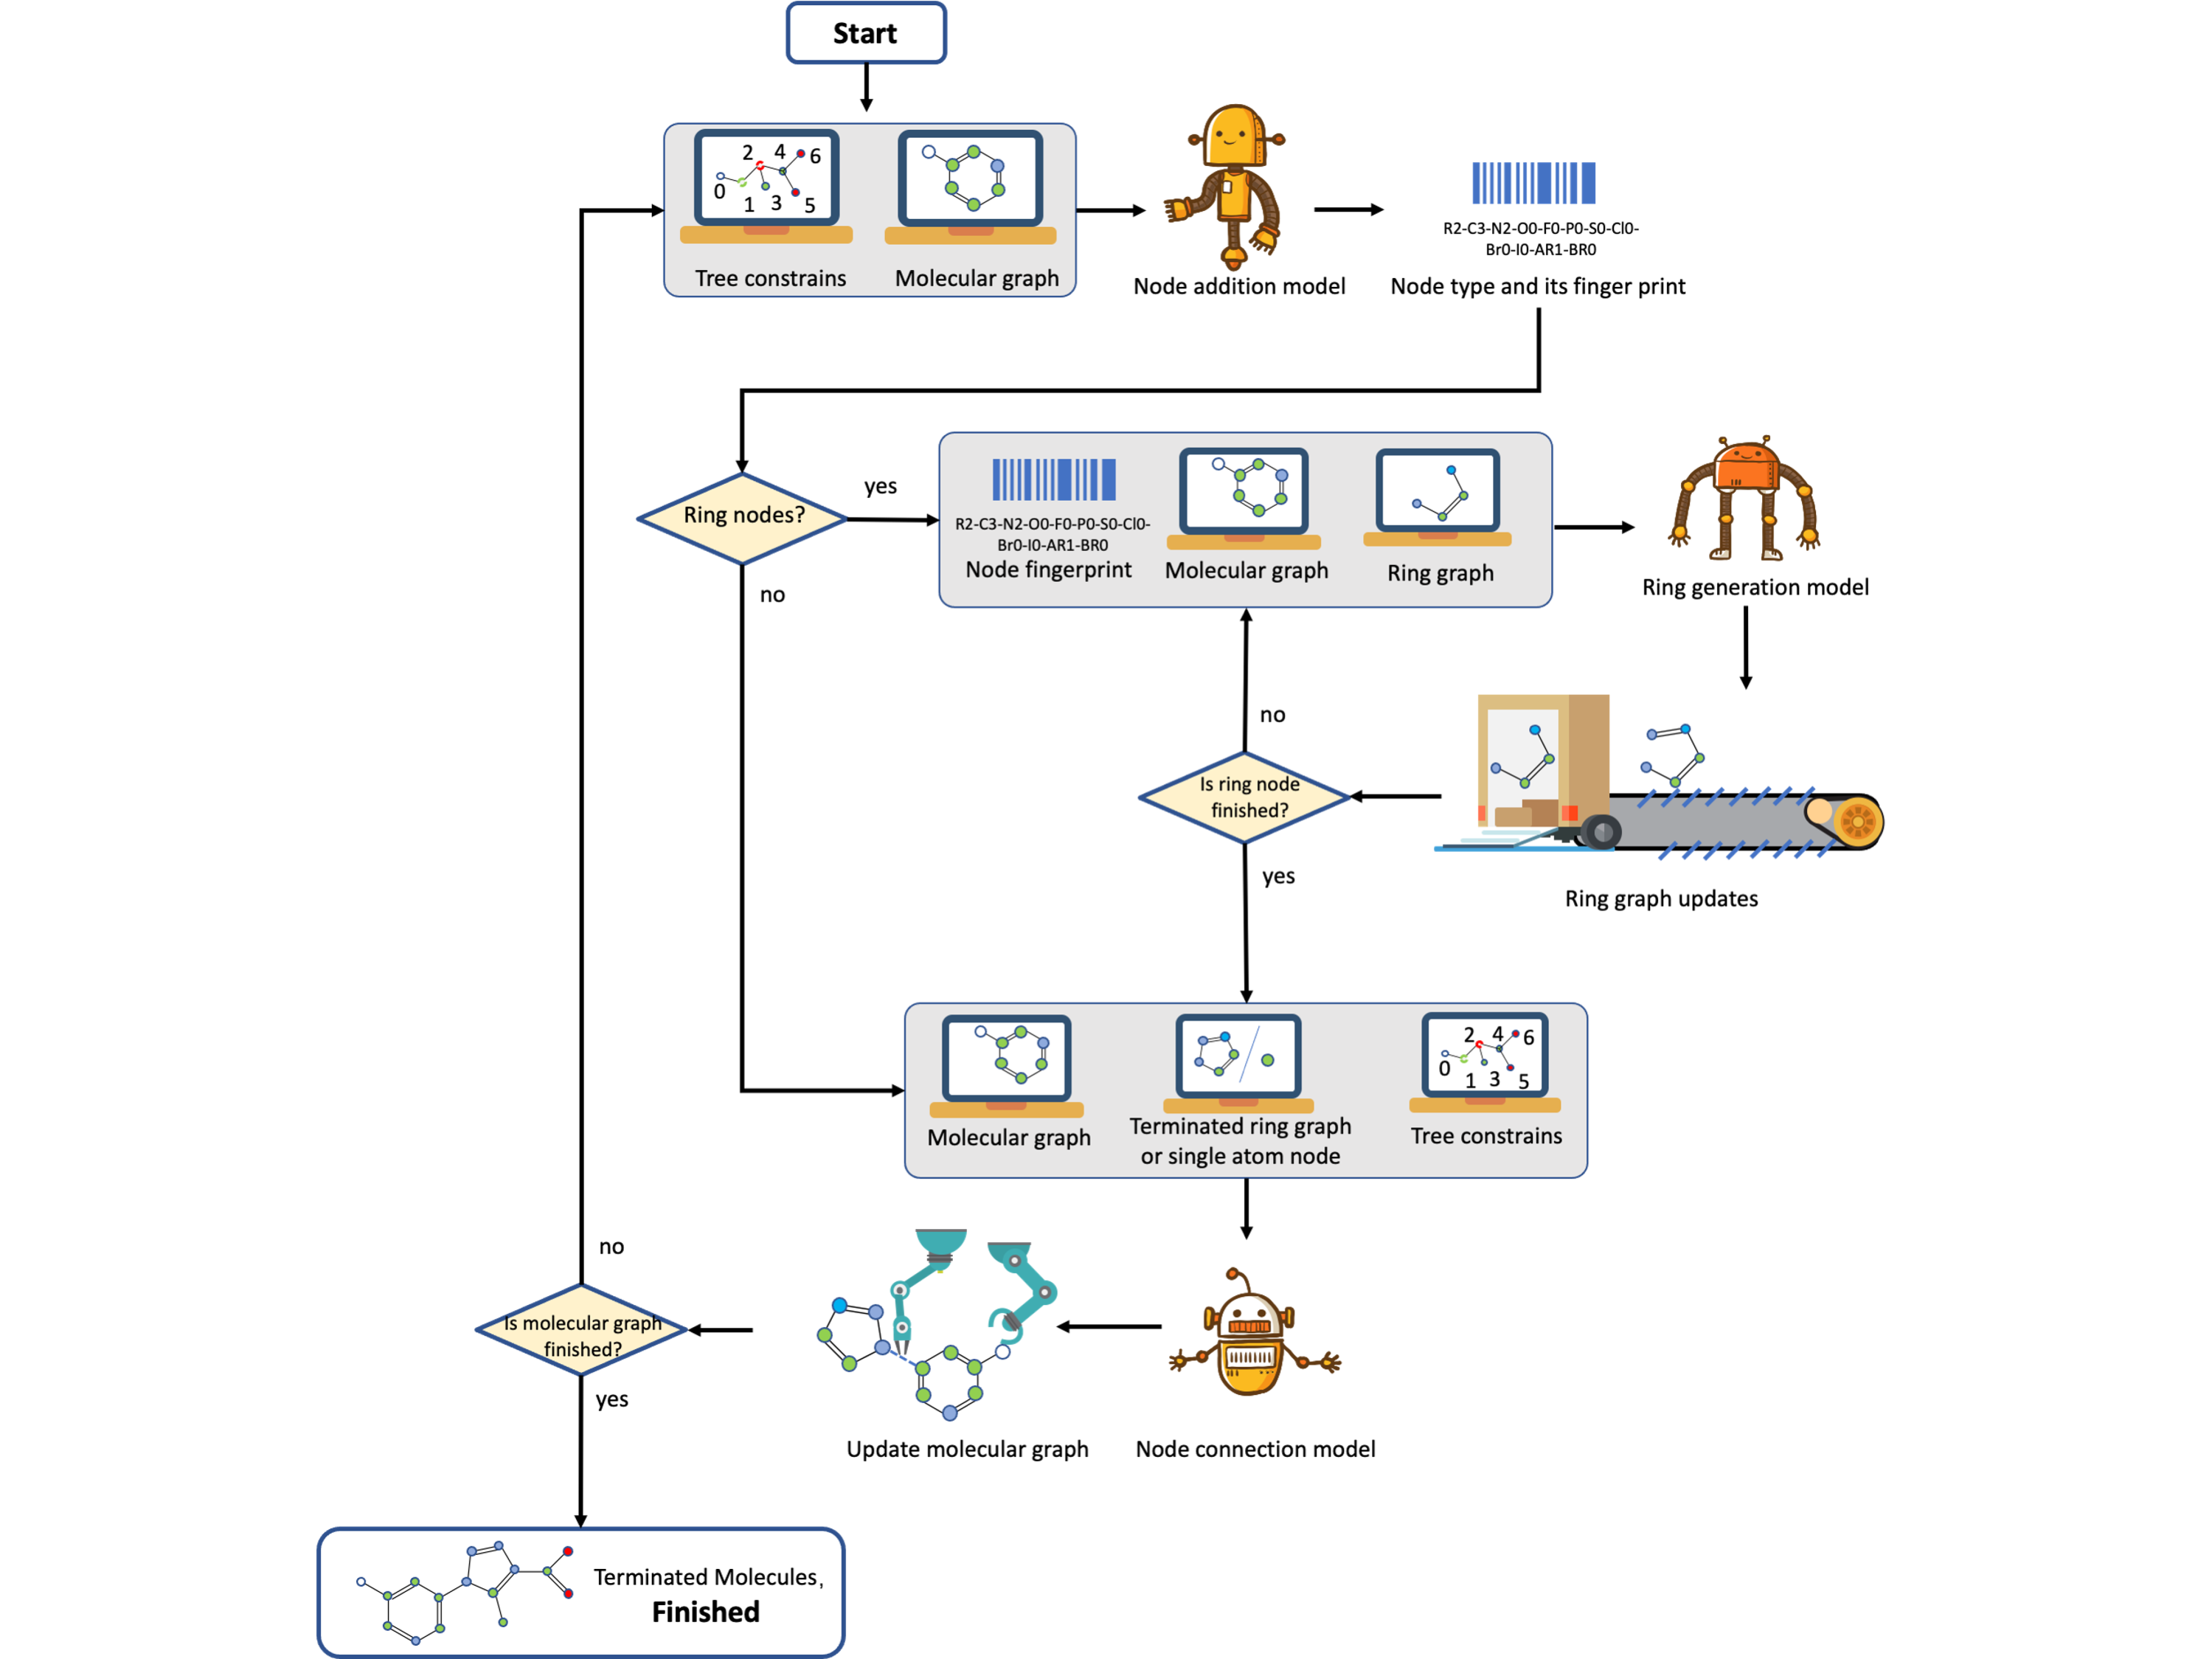 Start
2 4 6
0
1 3 5
Tree constrains
Molecular graph
Node addition model
R2-C3-N2-O0-F0-P0-S0-Cl0-
Br0-I0-AR1-BR0
Node type and its finger print
Ring nodes?
yes
no
R2-C3-N2-O0-F0-P0-S0-Cl0-
Br0-I0-AR1-BR0
Node fingerprint
Molecular graph
Ring graph
Ring generation model
no
Is ring node
finished?
yes
Ring graph updates
2 4 6
0
1 3 5
Molecular graph
Terminated ring graph
or single atom node
Tree constrains
no
Is molecular graph
finished?
yes
Update molecular graph
Node connection model
Terminated Molecules,
Finished